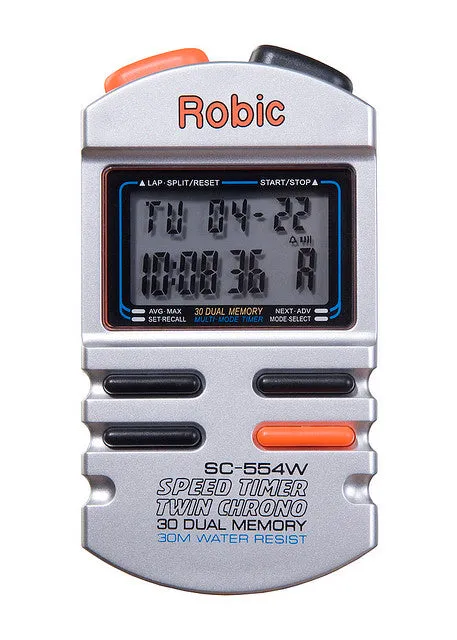 Robic
▲ LAP·SPLIT/RESET START/STOP ▲
TU 04-22
10:08 36 A
AVG·MAX 30 DUAL MEMORY NEXT·ADV
SET·RECALL MULTI-MODE TIMER MODE·SELECT
SC-554W
SPEED TIMER
TWIN CHRONO
30 DUAL MEMORY
30M WATER RESIST